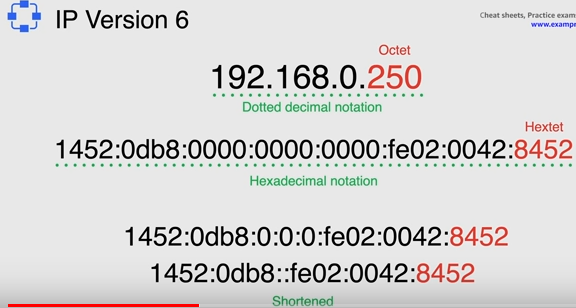 IP Version 6
Cheat sheets, Practice exam
www.exampr
Octet
192.168.0.250
Dotted decimal notation
Hextet
1452:0db8:0000:0000:0000:fe02:0042:8452
Hexadecimal notation
1452:0db8:0:0:0:fe02:0042:8452
1452:0db8::fe02:0042:8452
Shortened